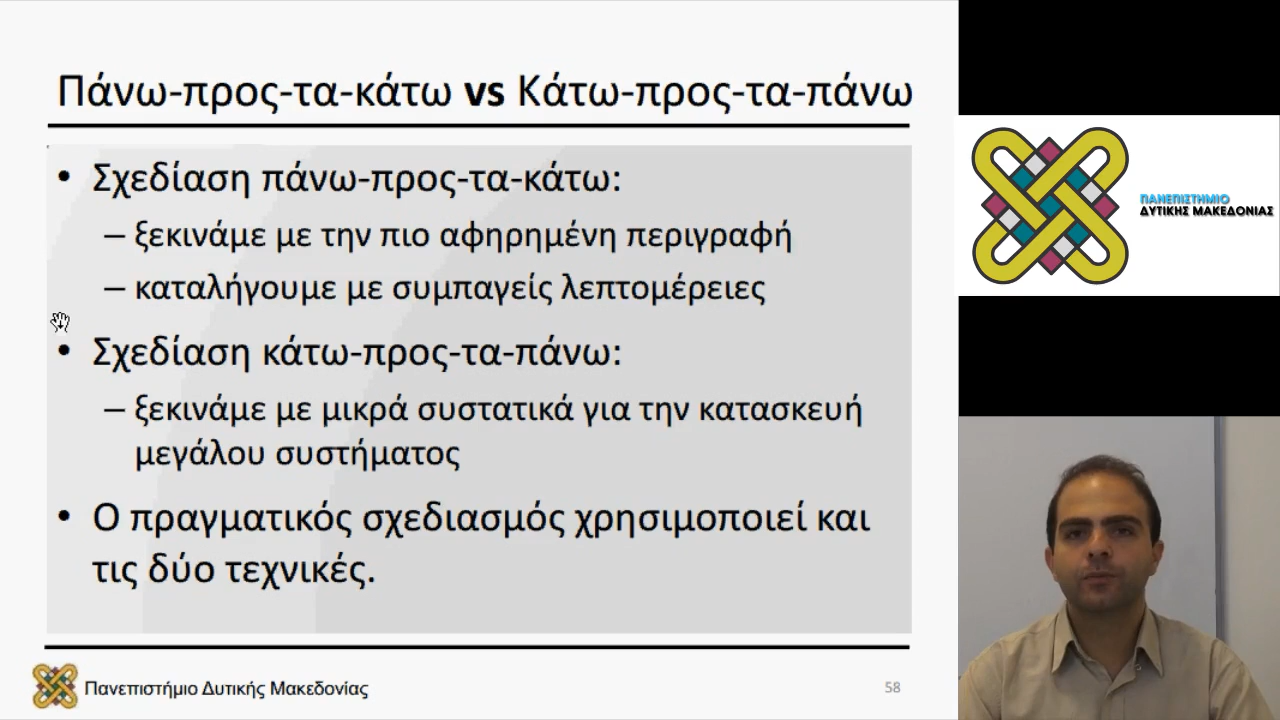 Πάνω-προς-τα-κάτω vs Κάτω-προς-τα-πάνω
• Σχεδίαση πάνω-προς-τα-κάτω:
– ξεκινάμε με την πιο αφηρημένη περιγραφή
– καταλήγουμε με συμπαγείς λεπτομέρειες
• Σχεδίαση κάτω-προς-τα-πάνω:
– ξεκινάμε με μικρά συστατικά για την κατασκευή
μεγάλου συστήματος
• Ο πραγματικός σχεδιασμός χρησιμοποιεί και
τις δύο τεχνικές.
Πανεπιστήμιο Δυτικής Μακεδονίας
58
ΠΑΝΕΠΙΣΤΗΜΙΟ
ΔΥΤΙΚΗΣ ΜΑΚΕΔΟΝΙΑΣ